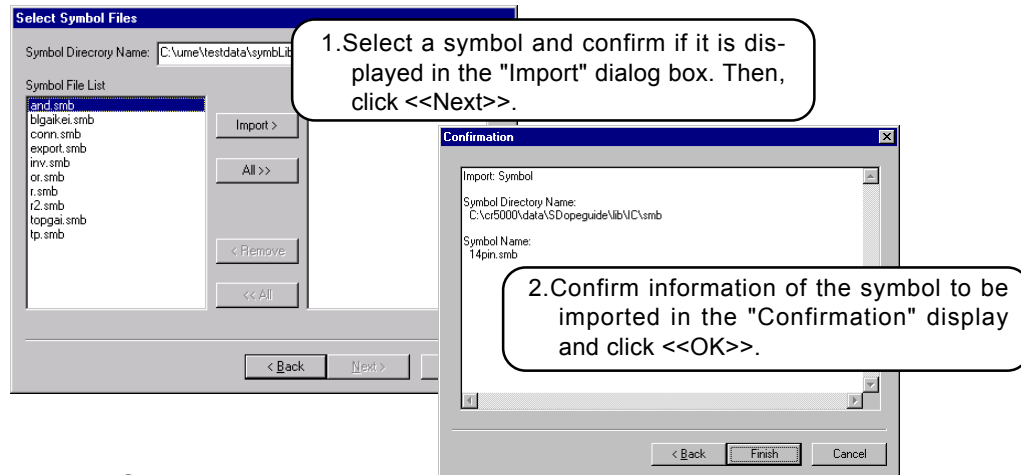 Select Symbol Files
Symbol Direcrory Name: C:\ume\testdata\symbLib
1.Select a symbol and confirm if it is dis-
played in the "Import" dialog box. Then,
click <<Next>>.
Symbol File List
and.smb
blgaikei.smb
conn.smb
export.smb
inv.smb
or.smb
r.smb
r2.smb
topgai.smb
tp.smb
Import >
All >>
< Remove
<< All
< Back
Next >
Confirmation
Import: Symbol
Symbol Directory Name:
C:\cr5000\data\SDopeguide\lib\IC\smb
Symbol Name:
14pin.smb
2.Confirm information of the symbol to be
imported in the "Confirmation" display
and click <<OK>>.
< Back
Finish
Cancel